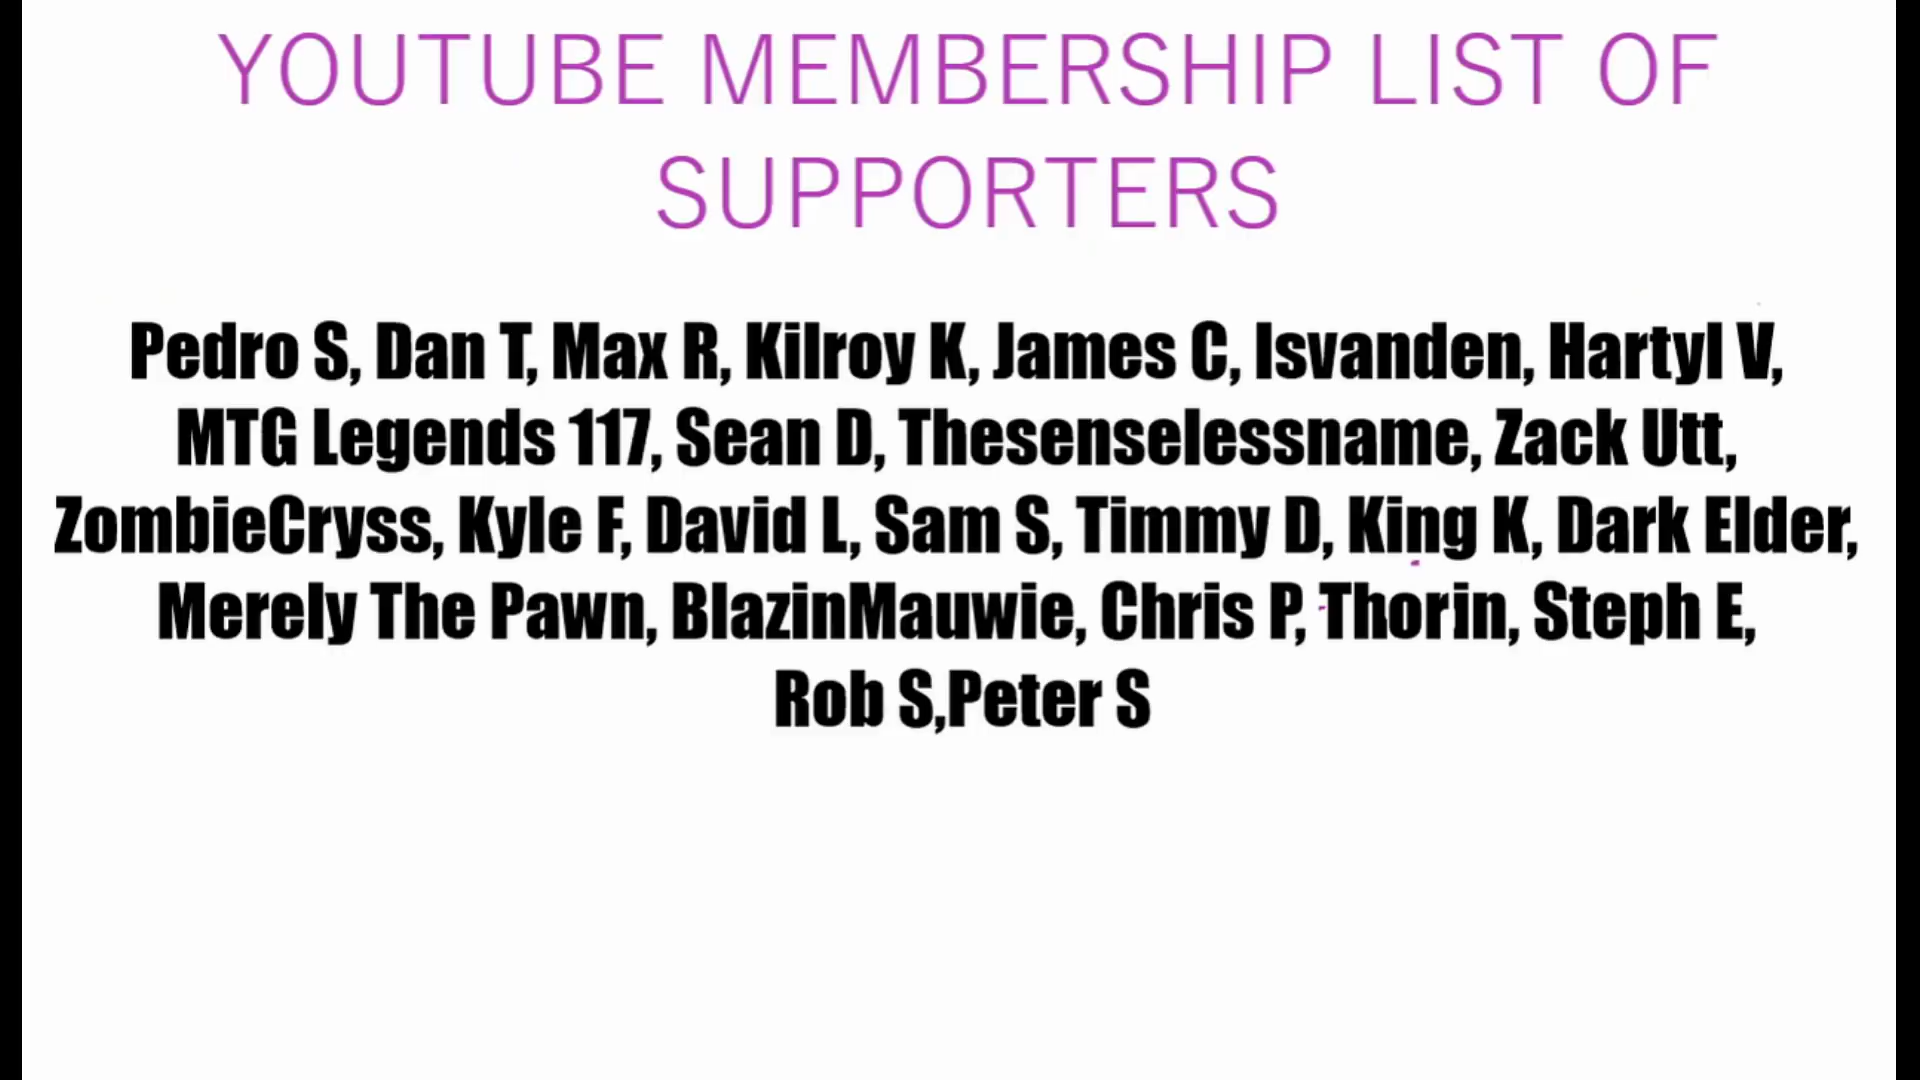 YOUTUBE MEMBERSHIP LIST OF
SUPPORTERS
Pedro S, Dan T, Max R, Kilroy K, James C, Isvanden, Hartyl V,
MTG Legends 117, Sean D, Thesenselessname, Zack Utt,
ZombieCryss, Kyle F, David L, Sam S, Timmy D, King K, Dark Elder,
Merely The Pawn, BlazinMauwie, Chris P, Thorin, Steph E,
Rob S,Peter S